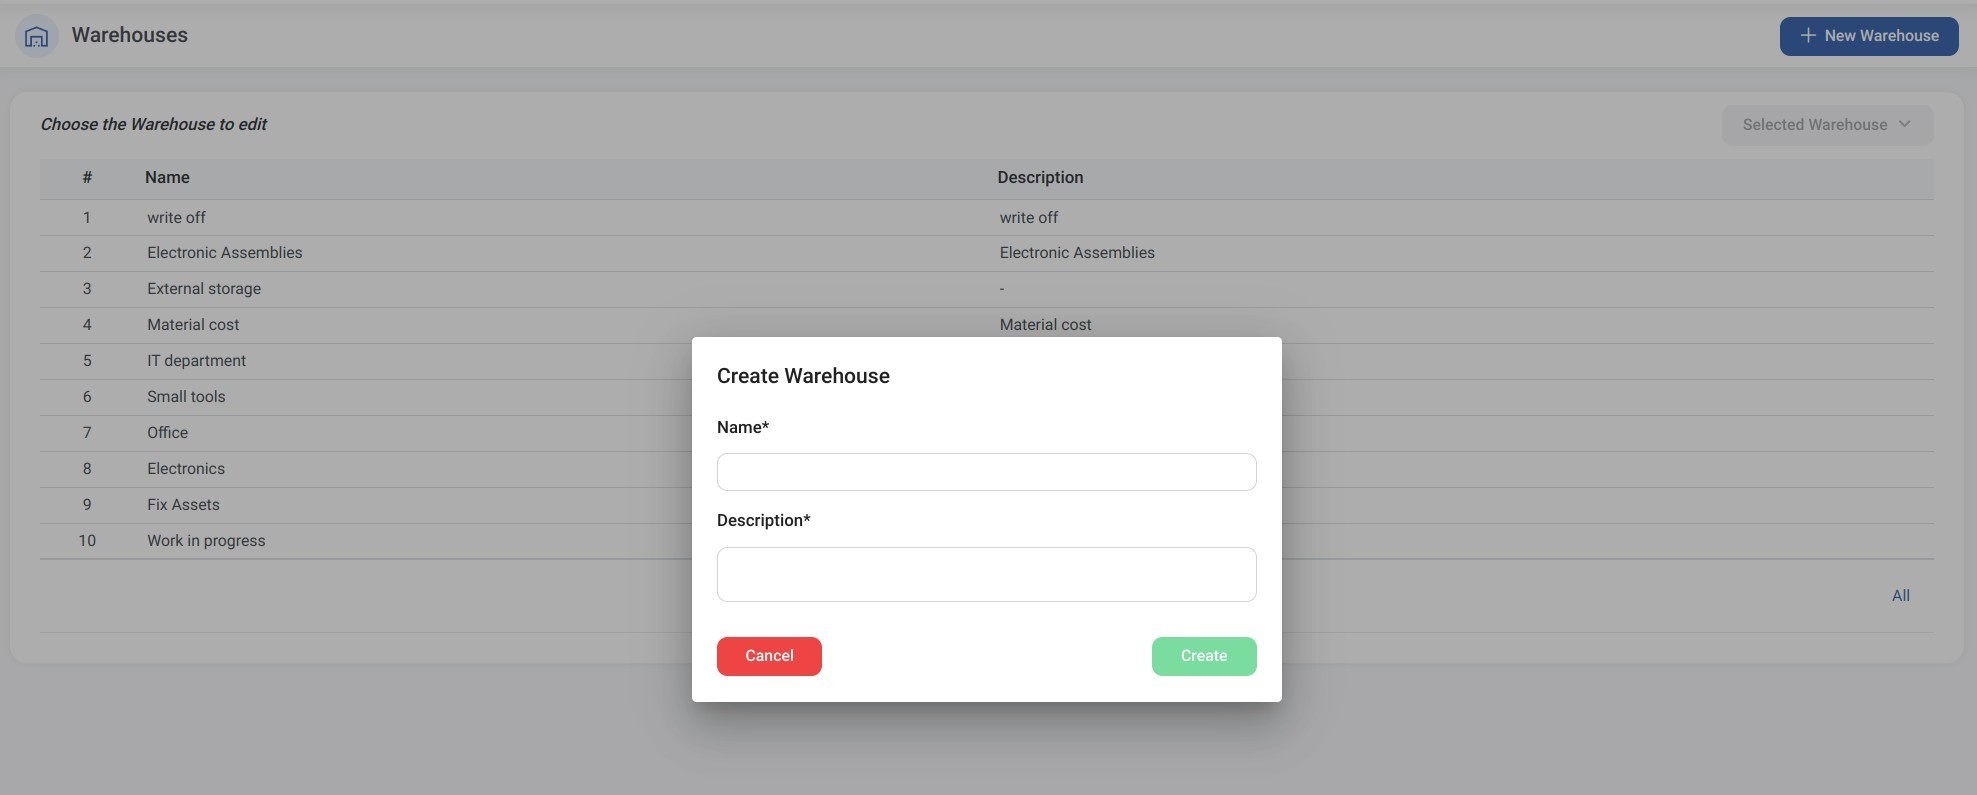 Warehouses
+ New Warehouse
Choose the Warehouse to edit
Selected Warehouse
# Name Description
1 write off write off
2 Electronic Assemblies Electronic Assemblies
3 External storage -
4 Material cost Material cost
5 IT department
6 Small tools
7 Office
8 Electronics
9 Fix Assets
10 Work in progress
All
Create Warehouse
Name*
Description*
Cancel Create